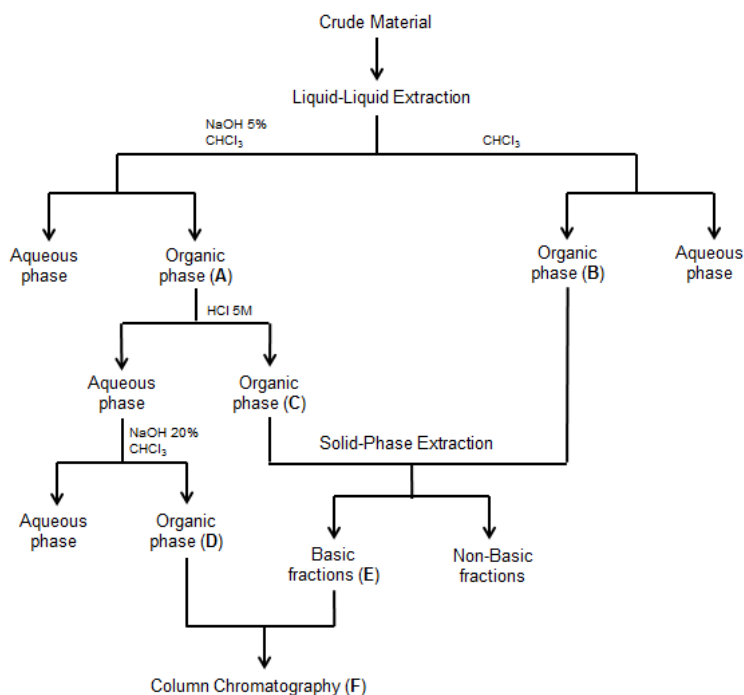 Crude Material
Liquid-Liquid Extraction
NaOH 5%
CHCl₃
CHCl₃
Aqueous
phase
Organic
phase (A)
Organic
phase (B)
Aqueous
phase
HCl 5M
Aqueous
phase
Organic
phase (C)
NaOH 20%
CHCl₃
Solid-Phase Extraction
Aqueous
phase
Organic
phase (D)
Basic
fractions (E)
Non-Basic
fractions
Column Chromatography (F)